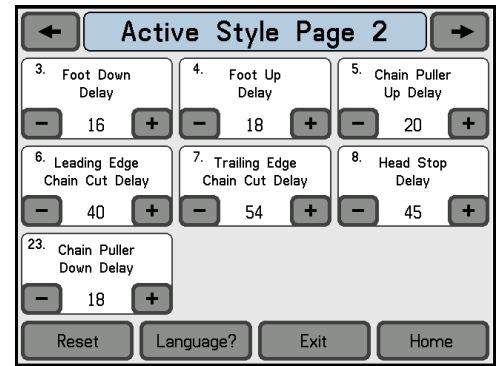 Active Style Page 2
3. Foot Down
Delay
- 16 +
4. Foot Up
Delay
- 18 +
5. Chain Puller
Up Delay
- 20 +
6. Leading Edge
Chain Cut Delay
- 40 +
7. Trailing Edge
Chain Cut Delay
- 54 +
8. Head Stop
Delay
- 45 +
23. Chain Puller
Down Delay
- 18 +
Reset
Language?
Exit
Home